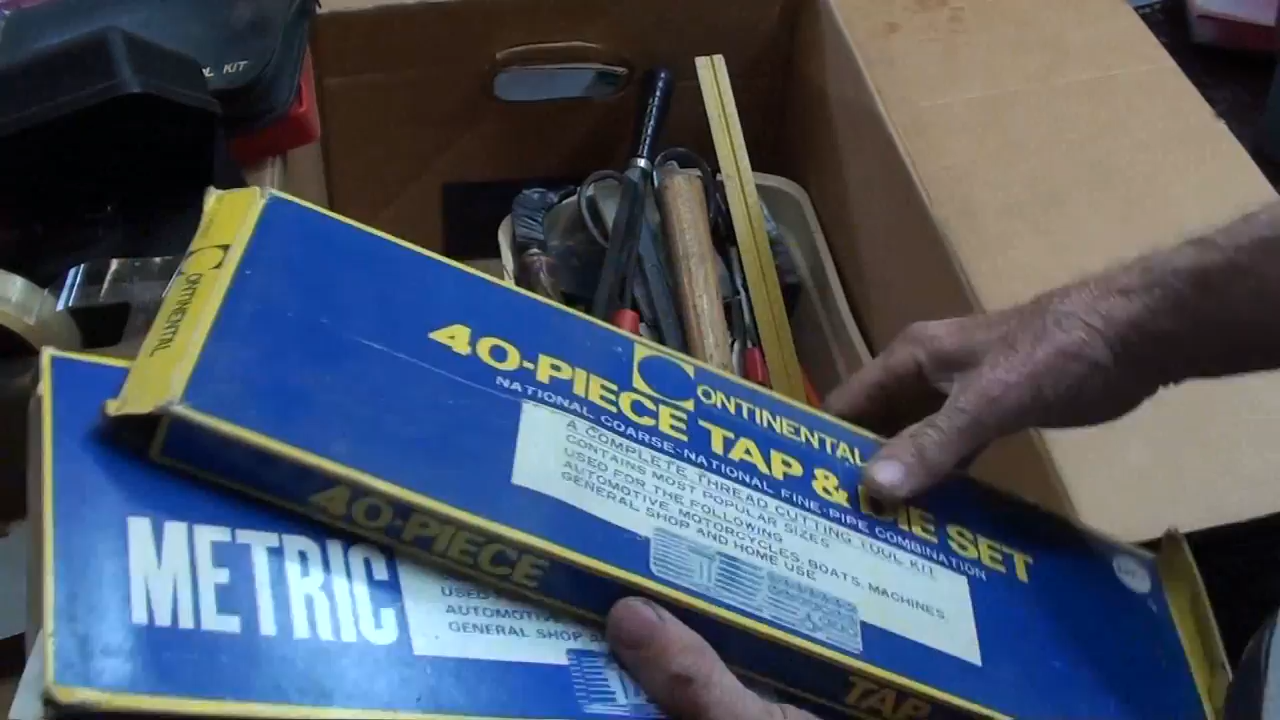 L KIT
CONTINENTAL
CONTINENTAL
40-PIECE TAP & DIE SET
NATIONAL COARSE-NATIONAL FINE-PIPE COMBINATION
A COMPLETE THREAD CUTTING TOOL KIT
CONTAINS MOST POPULAR SIZES
USED FOR THE FOLLOWING
AUTOMOTIVE, MOTORCYCLES, BOATS, MACHINES,
GENERAL SHOP AND HOME USE
40-PIECE
TAP
METRIC
USED
AUTOMOTIV
GENERAL SHOP A